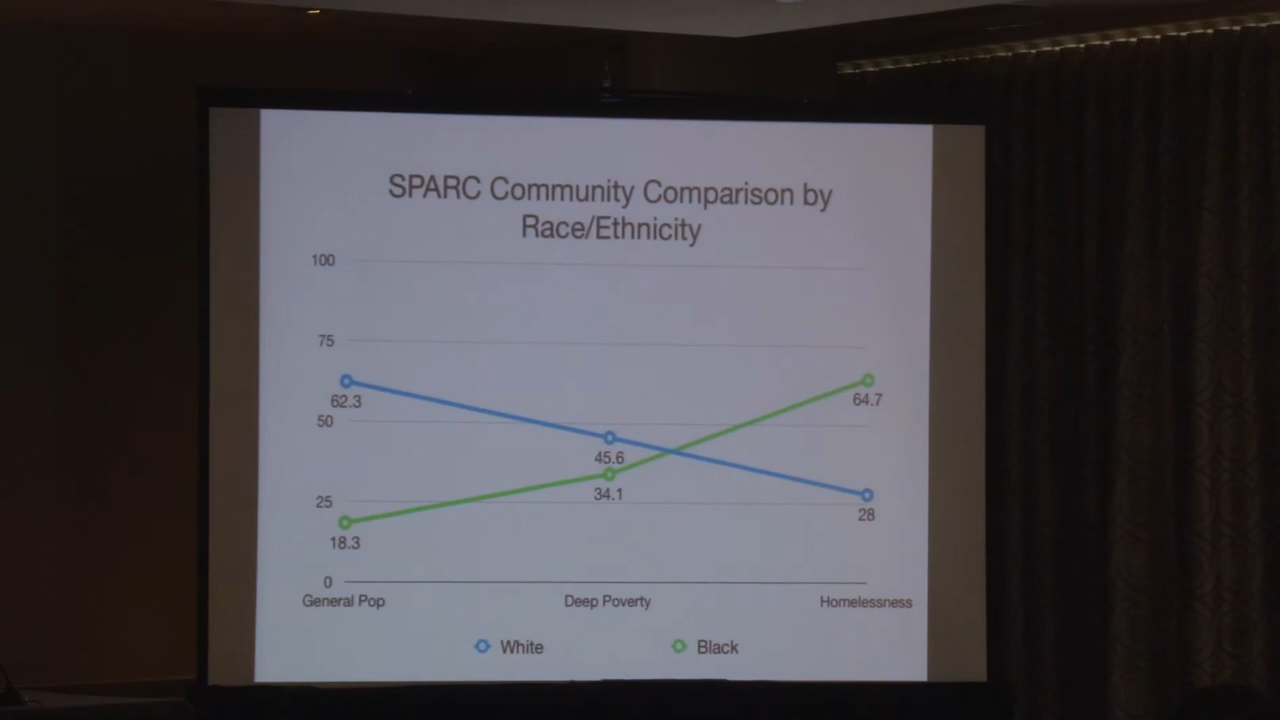 SPARC Community Comparison by
Race/Ethnicity
100
75
62.3
64.7
50
45.6
34.1
25
28
18.3
0
General Pop Deep Poverty Homelessness
White Black